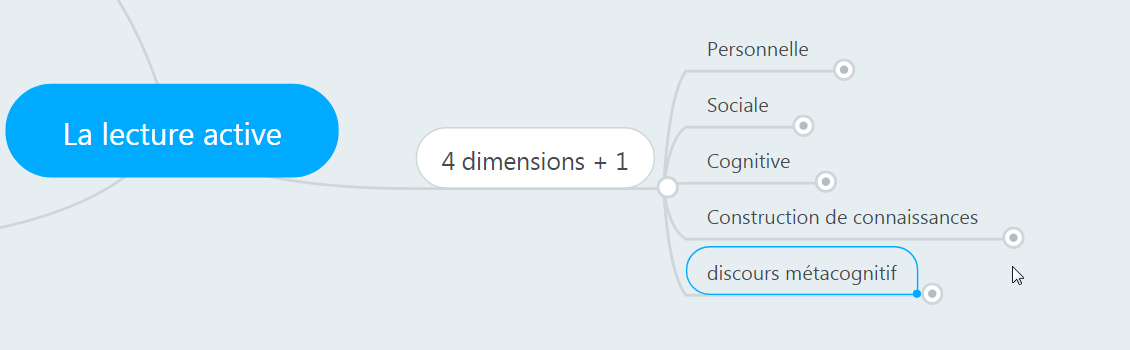 La lecture active
4 dimensions + 1
Personnelle
Sociale
Cognitive
Construction de connaissances
discours métacognitif